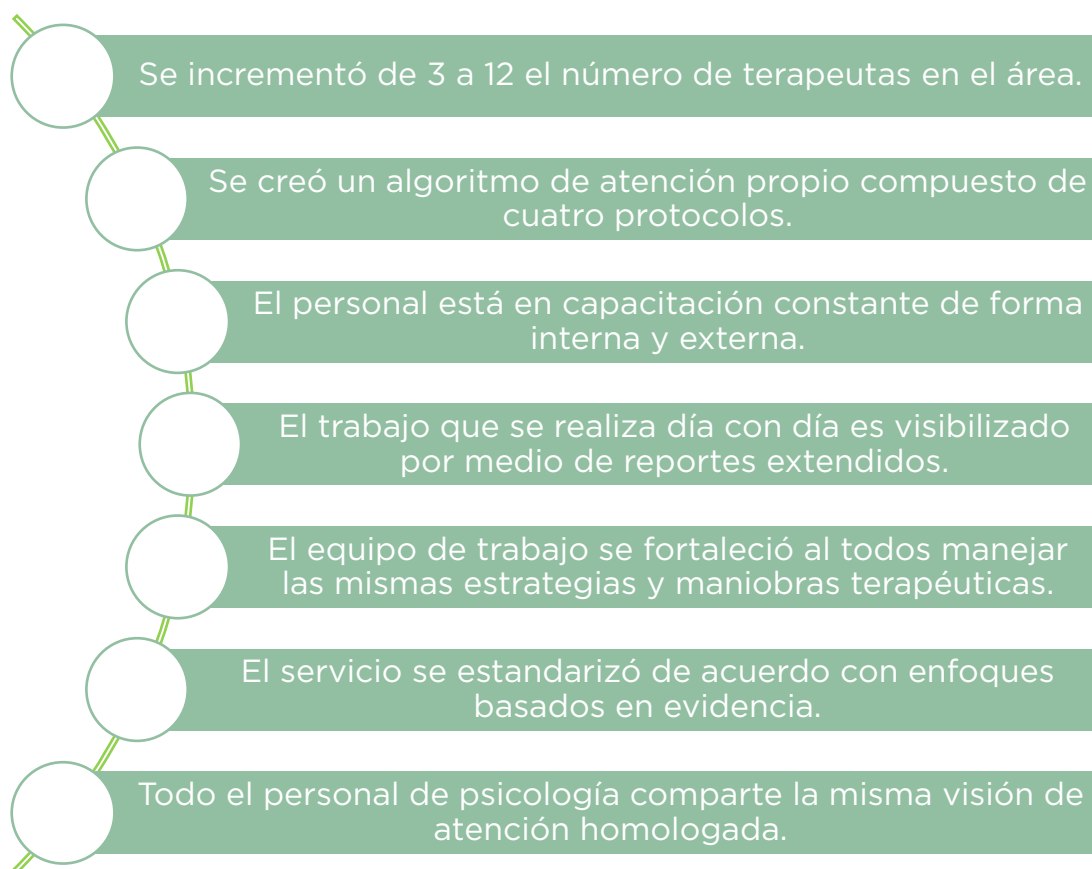 Se incrementó de 3 a 12 el número de terapeutas en el área.
Se creó un algoritmo de atención propio compuesto de
cuatro protocolos.
El personal está en capacitación constante de forma
interna y externa.
El trabajo que se realiza día con día es visibilizado
por medio de reportes extendidos.
El equipo de trabajo se fortaleció al todos manejar
las mismas estrategias y maniobras terapéuticas.
El servicio se estandarizó de acuerdo con enfoques
basados en evidencia.
Todo el personal de psicología comparte la misma visión de
atención homologada.